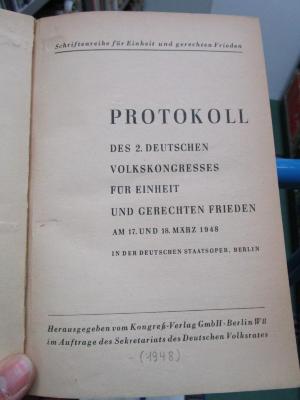 Schriftenreihe für Einheit und gerechten Frieden
PROTOKOLL
DES 2. DEUTSCHEN
VOLKSKONGRESSES
FÜR EINHEIT
UND GERECHTEN FRIEDEN
AM 17. UND 18. MÄRZ 1948
IN DER DEUTSCHEN STAATSOPER, BERLIN
Herausgegeben vom Kongreß-Verlag GmbH · Berlin W 8
im Auftrage des Sekretariats des Deutschen Volksrates
- (1948)